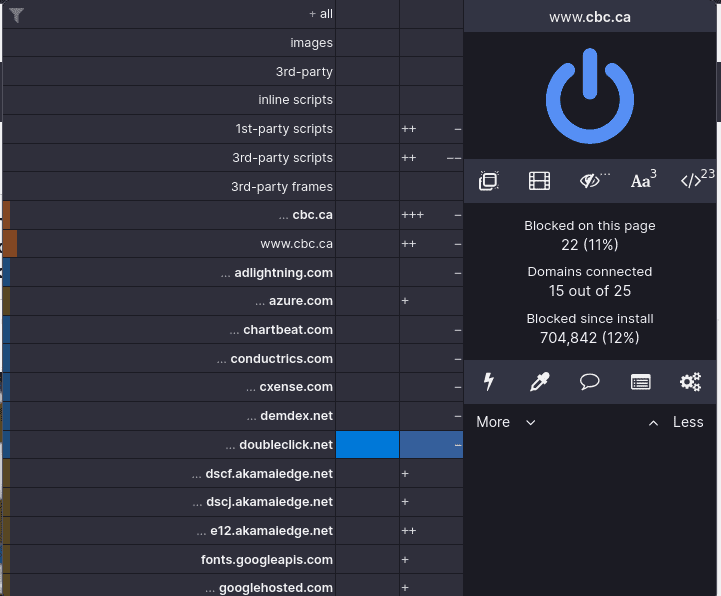 + all
images
3rd-party
inline scripts
1st-party scripts ++ −
3rd-party scripts ++ −−
3rd-party frames
... cbc.ca +++ −
www.cbc.ca ++ −
... adlightning.com −
... azure.com +
... chartbeat.com −
... conductrics.com −
... cxense.com −
... demdex.net −
... doubleclick.net −
... dscf.akamaiedge.net +
... dscj.akamaiedge.net +
... e12.akamaiedge.net ++
fonts.googleapis.com +
... googlehosted.com +
www.cbc.ca
... Aa 3 </> 23
Blocked on this page
22 (11%)
Domains connected
15 out of 25
Blocked since install
704,842 (12%)
More Less